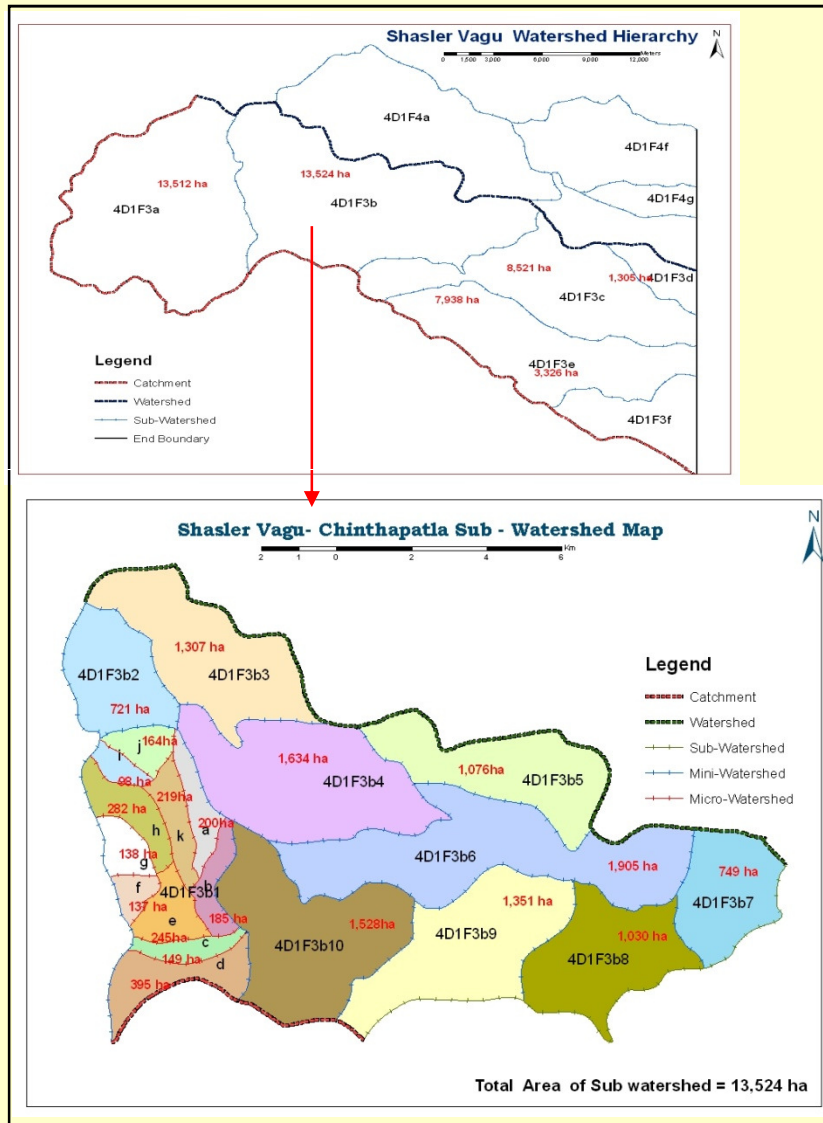 Shasler Vagu Watershed Hierarchy
N
Meters
0 1,500 3,000 6,000 9,000 12,000
4D1F4a
4D1F4f
13,512 ha
13,524 ha
4D1F3a
4D1F3b
4D1F4g
8,521 ha
1,305 ha
4D1F3d
7,938 ha
4D1F3c
4D1F3e
3,326 ha
4D1F3f
Legend
Catchment
Watershed
Sub-Watershed
End Boundary
Shasler Vagu- Chinthapatla Sub - Watershed Map
N
2 1 0 2 4 6 Km
1,307 ha
4D1F3b3
4D1F3b2
721 ha
Legend
Catchment
Watershed
Sub-Watershed
Mini-Watershed
Micro-Watershed
j 164ha
i
1,634 ha
4D1F3b4
1,076ha
4D1F3b5
98 ha
219ha
282 ha
200ha
h
k
a
138 ha
g
4D1F3b6
1,905 ha
749 ha
f
4D1F3b1
b
4D1F3b7
137 ha
e
185 ha
1,528ha
1,351 ha
1,030 ha
245ha
c
4D1F3b10
4D1F3b9
4D1F3b8
149 ha
d
395 ha
Total Area of Sub watershed = 13,524 ha